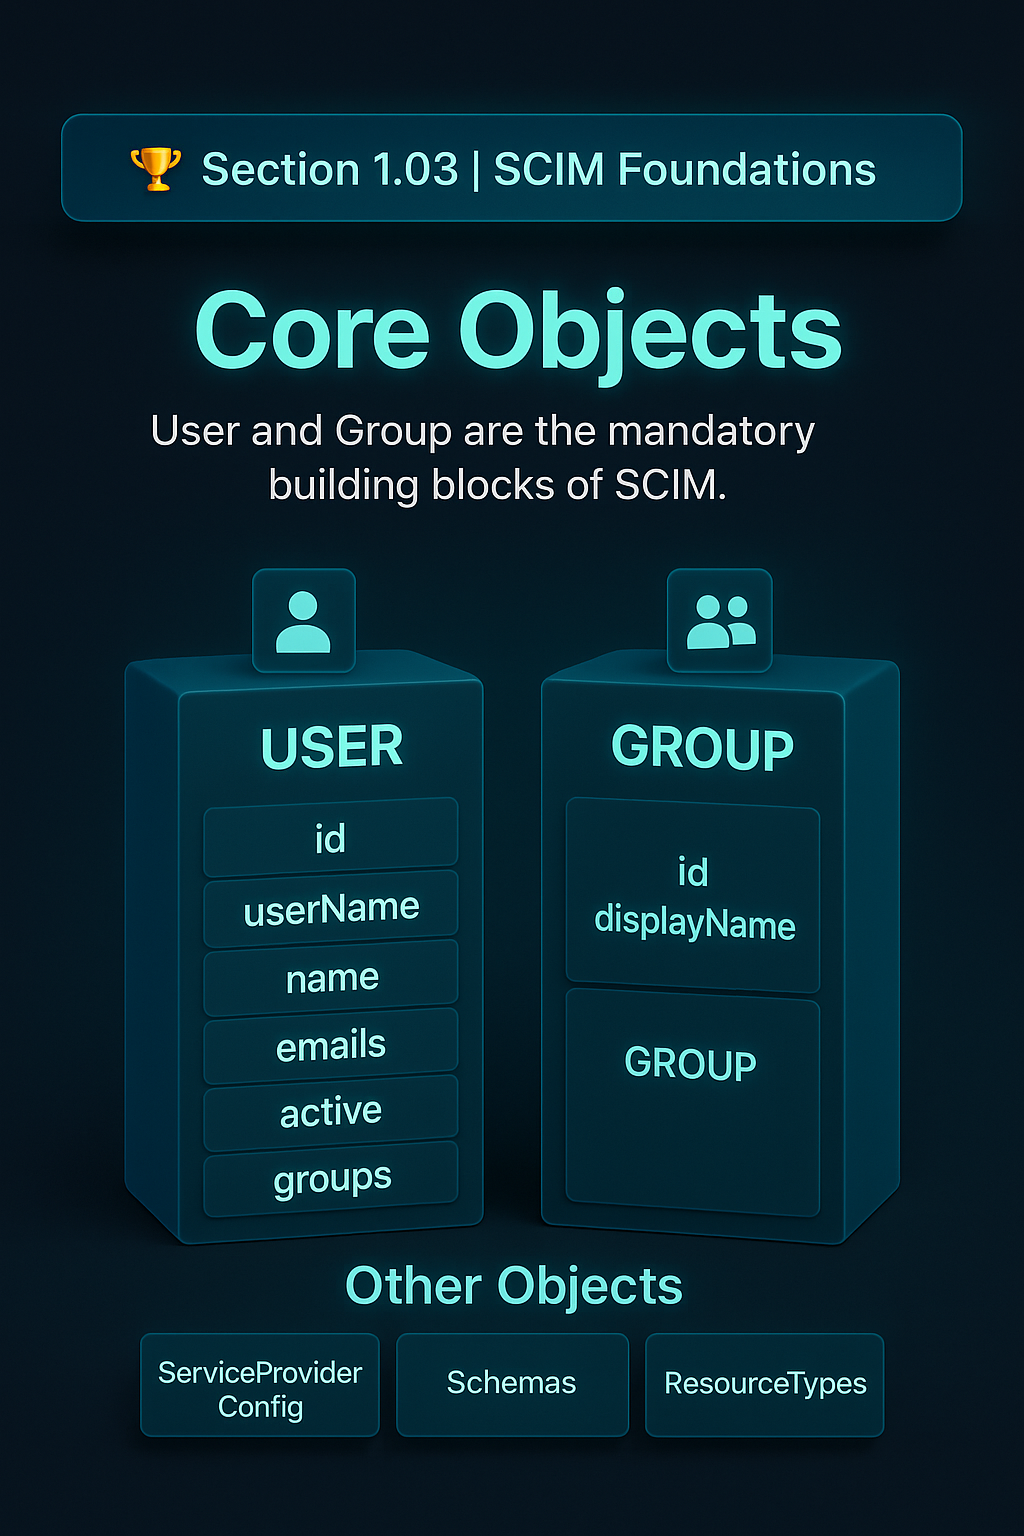 Section 1.03 | SCIM Foundations
Core Objects
User and Group are the mandatory
building blocks of SCIM.
USER
id
userName
name
emails
active
groups
GROUP
id
displayName
GROUP
Other Objects
ServiceProvider
Config
Schemas
ResourceTypes